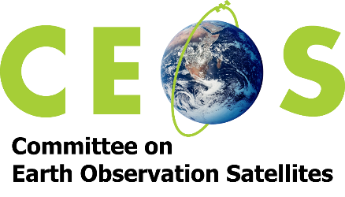 CEOS
Committee on
Earth Observation Satellites